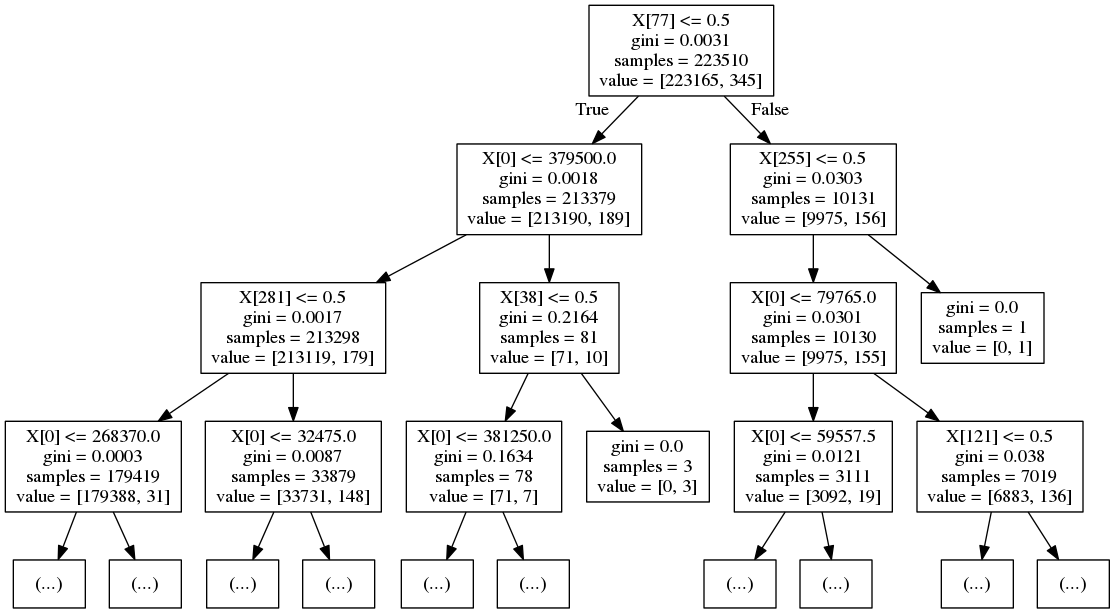 X[77] <= 0.5
gini = 0.0031
samples = 223510
value = [223165, 345]
True
False
X[0] <= 379500.0
gini = 0.0018
samples = 213379
value = [213190, 189]
X[255] <= 0.5
gini = 0.0303
samples = 10131
value = [9975, 156]
X[281] <= 0.5
gini = 0.0017
samples = 213298
value = [213119, 179]
X[38] <= 0.5
gini = 0.2164
samples = 81
value = [71, 10]
X[0] <= 79765.0
gini = 0.0301
samples = 10130
value = [9975, 155]
gini = 0.0
samples = 1
value = [0, 1]
X[0] <= 268370.0
gini = 0.0003
samples = 179419
value = [179388, 31]
X[0] <= 32475.0
gini = 0.0087
samples = 33879
value = [33731, 148]
X[0] <= 381250.0
gini = 0.1634
samples = 78
value = [71, 7]
gini = 0.0
samples = 3
value = [0, 3]
X[0] <= 59557.5
gini = 0.0121
samples = 3111
value = [3092, 19]
X[121] <= 0.5
gini = 0.038
samples = 7019
value = [6883, 136]
(...)
(...)
(...)
(...)
(...)
(...)
(...)
(...)
(...)
(...)